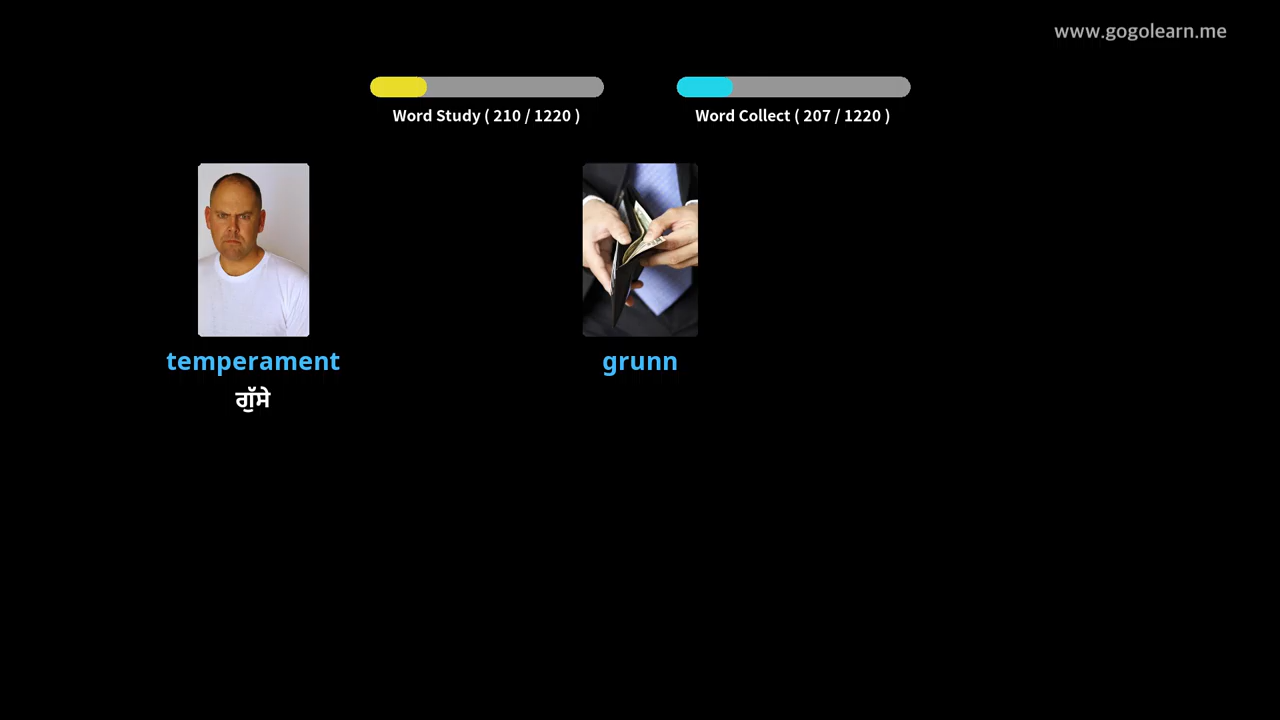 www.gogolearn.me
Word Study ( 210 / 1220 )
Word Collect ( 207 / 1220 )
temperament
grunn
ਗੁੱਸੇ